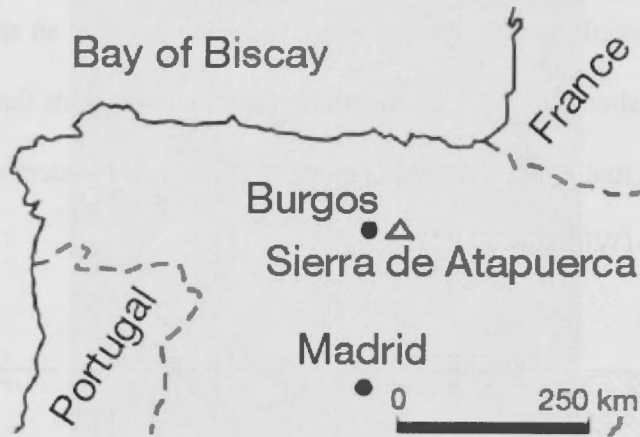 Bay of Biscay
France
Burgos
Sierra de Atapuerca
Portugal
Madrid
0 250 km